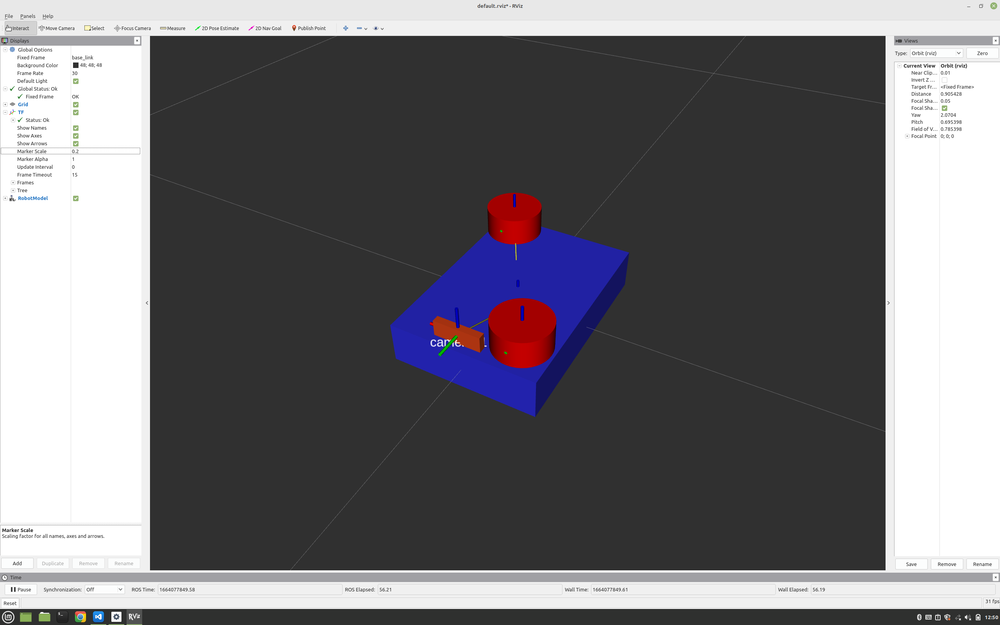 default.rviz* - RViz
File Panels Help
Interact Move Camera Select Focus Camera Measure 2D Pose Estimate 2D Nav Goal Publish Point
Displays
Global Options
Fixed Frame base_link
Background Color 48; 48; 48
Frame Rate 30
Default Light
Global Status: Ok
Fixed Frame OK
Grid
TF
Status: Ok
Show Names
Show Axes
Show Arrows
Marker Scale 0.2
Marker Alpha 1
Update Interval 0
Frame Timeout 15
Frames
Tree
RobotModel
Marker Scale
Scaling factor for all names, axes and arrows.
Add Duplicate Remove Rename
Views
Type: Orbit (rviz) Zero
Current View Orbit (rviz)
Near Clip... 0.01
Invert Z ...
Target Fr... <Fixed Frame>
Distance 0.905428
Focal Sha... 0.05
Focal Sha...
Yaw 2.0704
Pitch 0.695398
Field of V... 0.785398
Focal Point 0; 0; 0
Save Remove Rename
Time
Pause Synchronization: Off ROS Time: 1664077849.58 ROS Elapsed: 56.21 Wall Time: 1664077849.61 Wall Elapsed: 56.19
Reset 31 fps
RViz 12:50